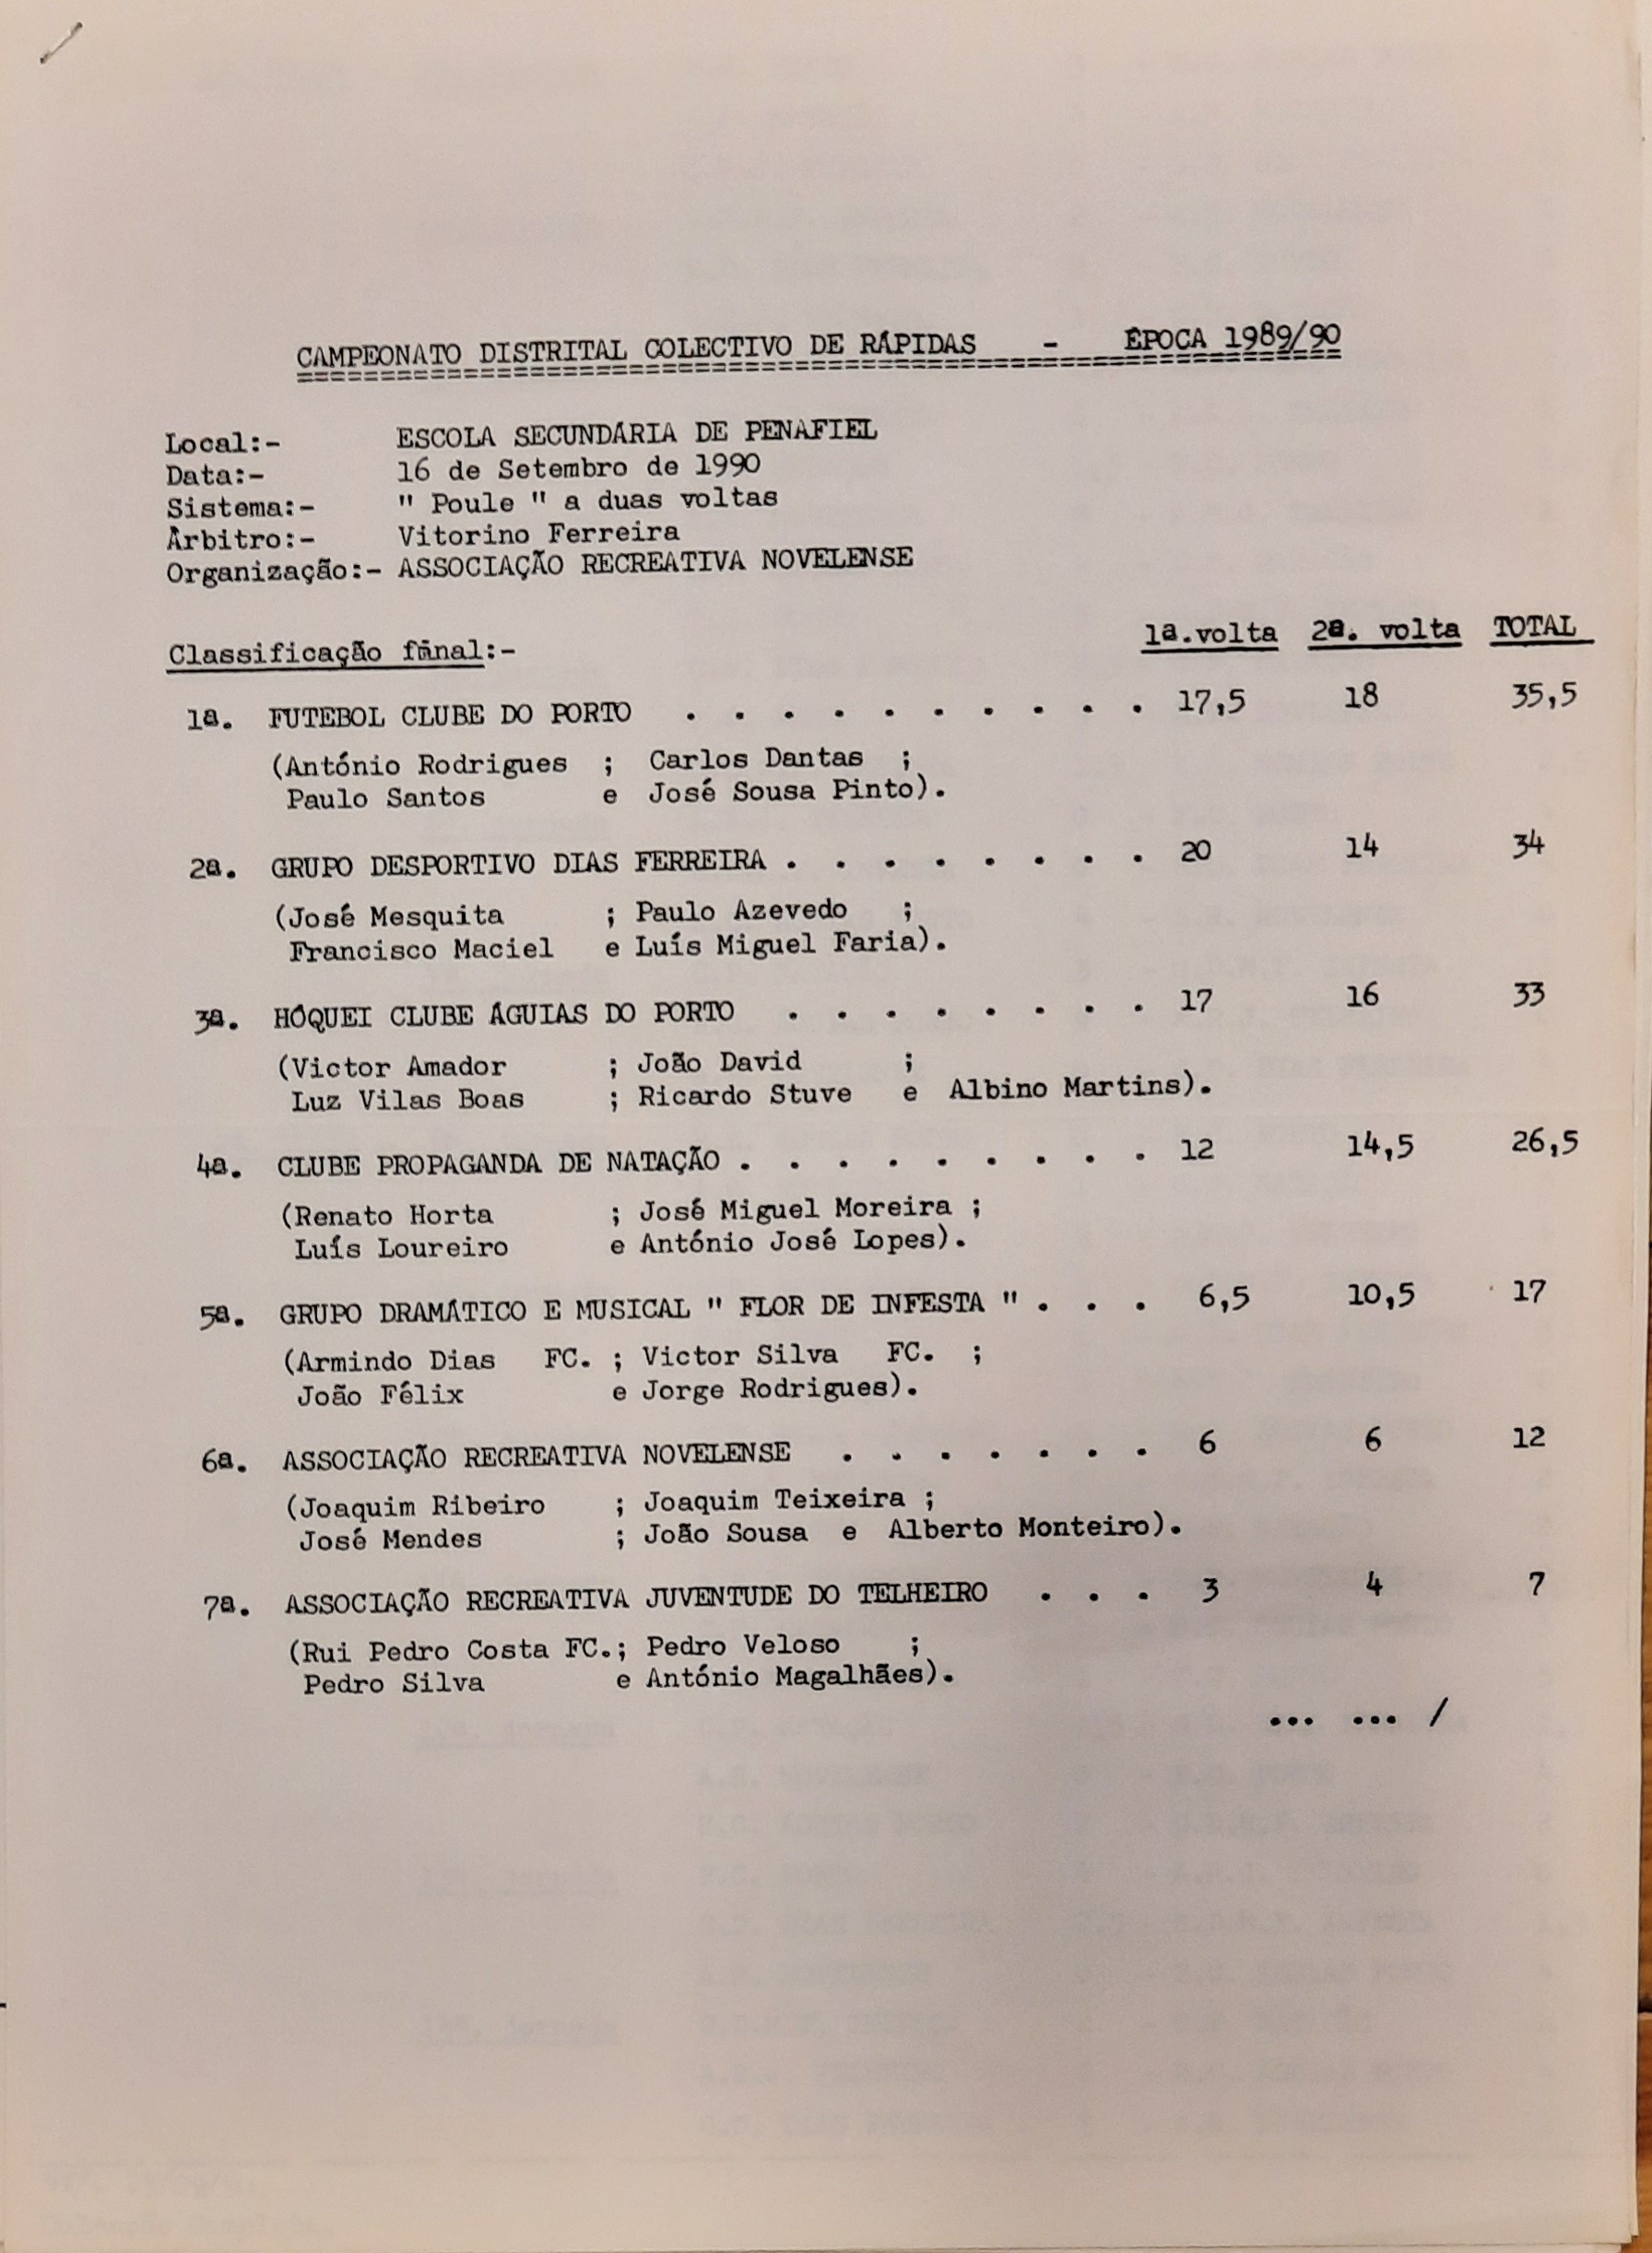 CAMPEONATO DISTRITAL COLECTIVO DE RÁPIDAS - ÉPOCA 1989/90
Local:- ESCOLA SECUNDÁRIA DE PENAFIEL
Data:- 16 de Setembro de 1990
Sistema:- " Poule " a duas voltas
Árbitro:- Vitorino Ferreira
Organização:- ASSOCIAÇÃO RECREATIVA NOVELENSE
1ª.volta 2ª. volta TOTAL
Classificação final:-
1ª. FUTEBOL CLUBE DO PORTO . . . . . . . . . . 17,5 18 35,5
(António Rodrigues ; Carlos Dantas ;
Paulo Santos e José Sousa Pinto).
2ª. GRUPO DESPORTIVO DIAS FERREIRA . . . . . . . . 20 14 34
(José Mesquita ; Paulo Azevedo ;
Francisco Maciel e Luís Miguel Faria).
3ª. HÓQUEI CLUBE ÁGUIAS DO PORTO . . . . . . . . 17 16 33
(Victor Amador ; João David ;
Luz Vilas Boas ; Ricardo Stuve e Albino Martins).
4ª. CLUBE PROPAGANDA DE NATAÇÃO . . . . . . . . . 12 14,5 26,5
(Renato Horta ; José Miguel Moreira ;
Luís Loureiro e António José Lopes).
5ª. GRUPO DRAMÁTICO E MUSICAL " FLOR DE INFESTA " . . . 6,5 10,5 17
(Armindo Dias FC. ; Victor Silva FC. ;
João Félix e Jorge Rodrigues).
6ª. ASSOCIAÇÃO RECREATIVA NOVELENSE . . . . . . . 6 6 12
(Joaquim Ribeiro ; Joaquim Teixeira ;
José Mendes ; João Sousa e Alberto Monteiro).
7ª. ASSOCIAÇÃO RECREATIVA JUVENTUDE DO TELHEIRO . . . 3 4 7
(Rui Pedro Costa FC.; Pedro Veloso ;
Pedro Silva e António Magalhães).
... ... /